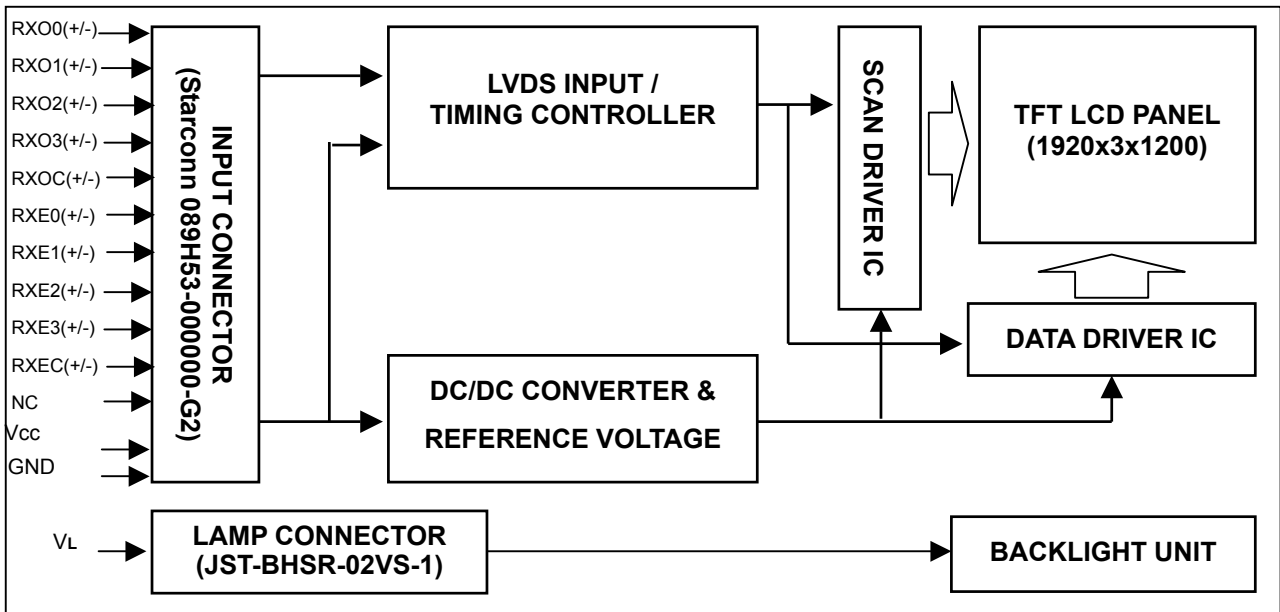 RXO0(+/-)
RXO1(+/-)
RXO2(+/-)
RXO3(+/-)
RXOC(+/-)
RXE0(+/-)
RXE1(+/-)
RXE2(+/-)
RXE3(+/-)
RXEC(+/-)
NC
Vcc
GND
INPUT CONNECTOR
(Starconn 089H53-000000-G2)
LVDS INPUT /
TIMING CONTROLLER
SCAN DRIVER IC
TFT LCD PANEL
(1920x3x1200)
DATA DRIVER IC
DC/DC CONVERTER &
REFERENCE VOLTAGE
VL
LAMP CONNECTOR
(JST-BHSR-02VS-1)
BACKLIGHT UNIT